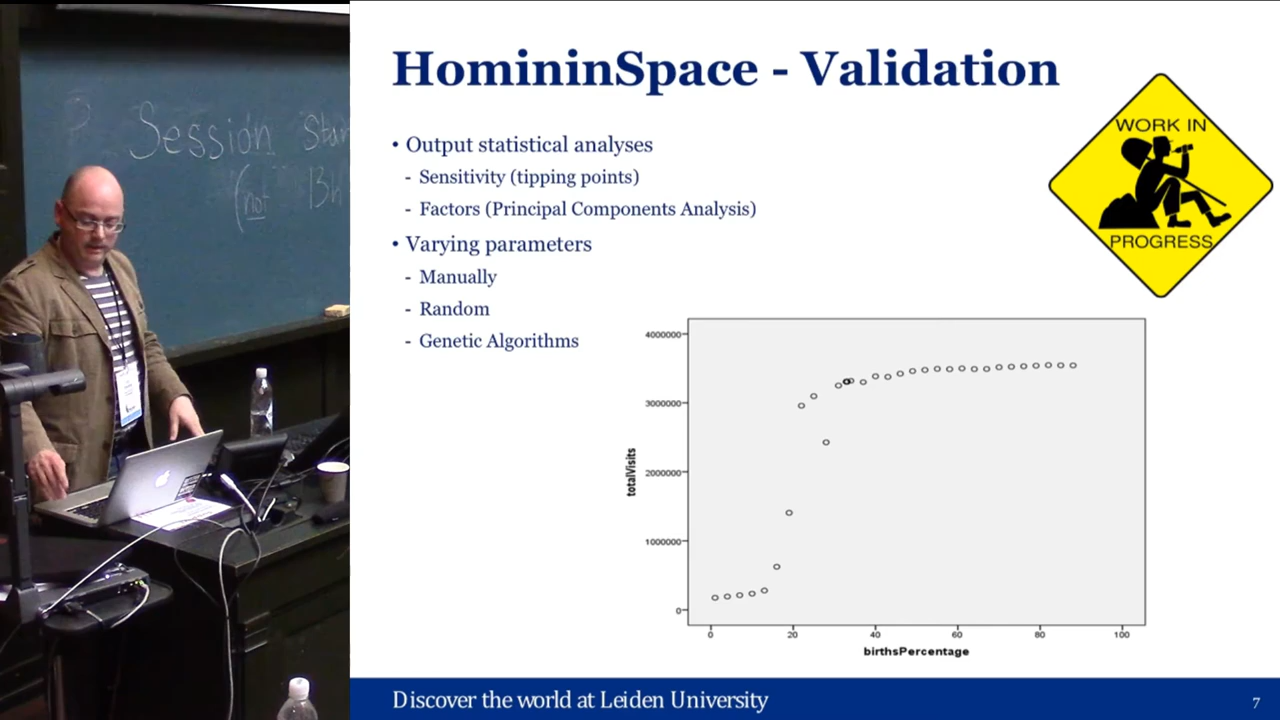 Session
(not 13h
HomininSpace - Validation
• Output statistical analyses
- Sensitivity (tipping points)
- Factors (Principal Components Analysis)
• Varying parameters
- Manually
- Random
- Genetic Algorithms
WORK IN
PROGRESS
4000000
3000000
2000000
1000000
0
totalVisits
0 20 40 60 80 100
birthsPercentage
Discover the world at Leiden University
7